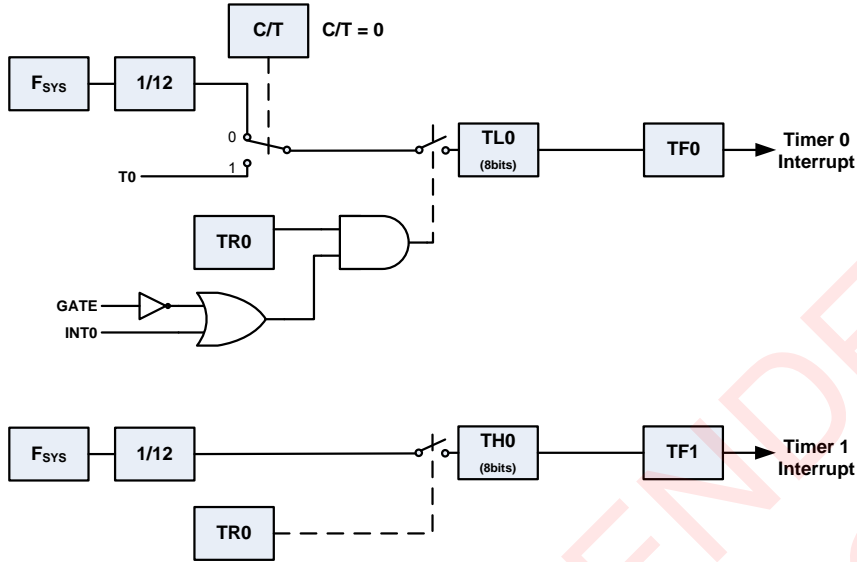 C/T
C/T = 0
FSYS
1/12
0
1
T0
TL0
(8bits)
TF0
Timer 0
Interrupt
TR0
GATE
INT0
FSYS
1/12
TH0
(8bits)
TF1
Timer 1
Interrupt
TR0